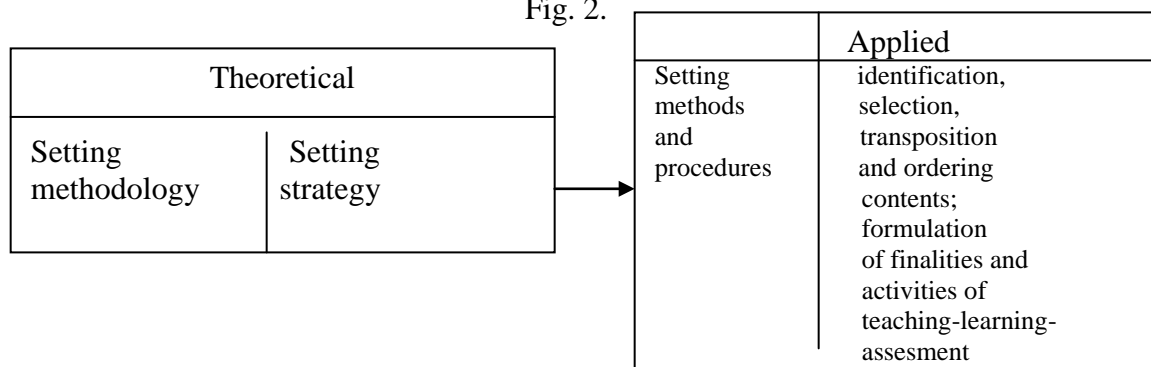 Fig. 2.
Theoretical
Setting
methodology
Setting
strategy
Applied
Setting
methods
and
procedures
identification,
selection,
transposition
and ordering
contents;
formulation
of finalities and
activities of
teaching-learning-
assesment